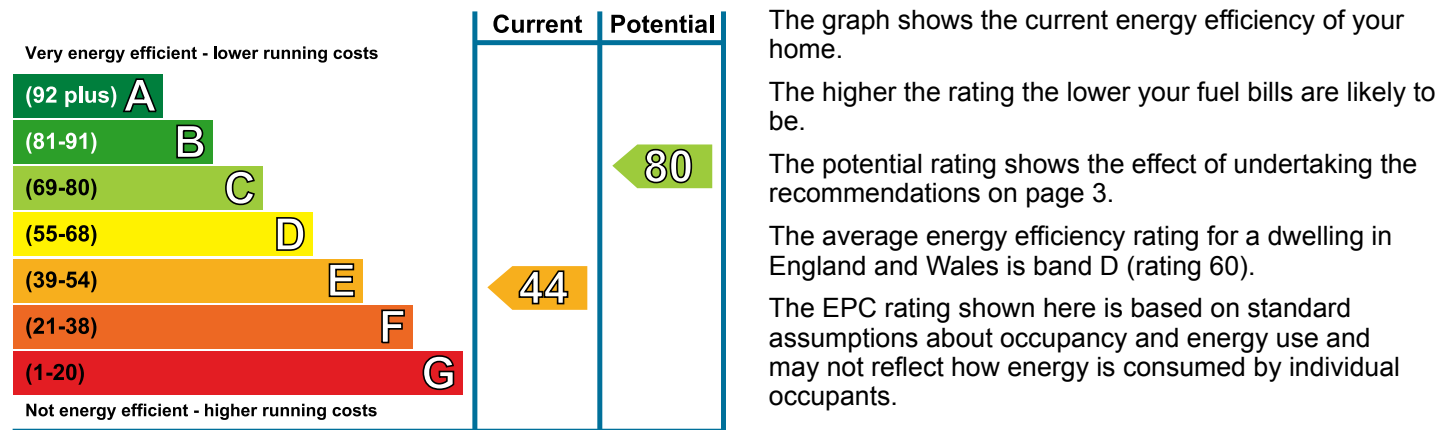 Current Potential
Very energy efficient - lower running costs
(92 plus) A
(81-91) B
(69-80) C
80
(55-68) D
(39-54) E
44
(21-38) F
(1-20) G
Not energy efficient - higher running costs
The graph shows the current energy efficiency of your
home.
The higher the rating the lower your fuel bills are likely to
be.
The potential rating shows the effect of undertaking the
recommendations on page 3.
The average energy efficiency rating for a dwelling in
England and Wales is band D (rating 60).
The EPC rating shown here is based on standard
assumptions about occupancy and energy use and
may not reflect how energy is consumed by individual
occupants.